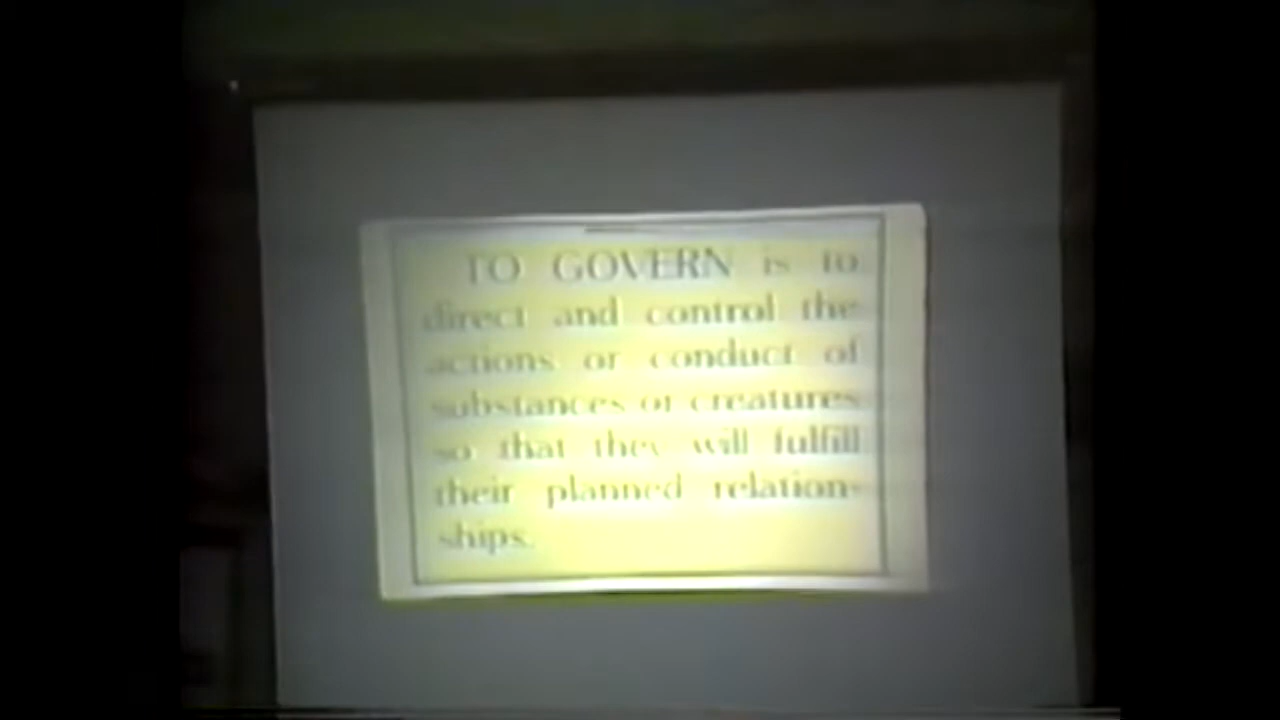 TO GOVERN is to
direct and control the
actions or conduct of
substances or creatures
so that they will fulfill
their planned relation-
ships.